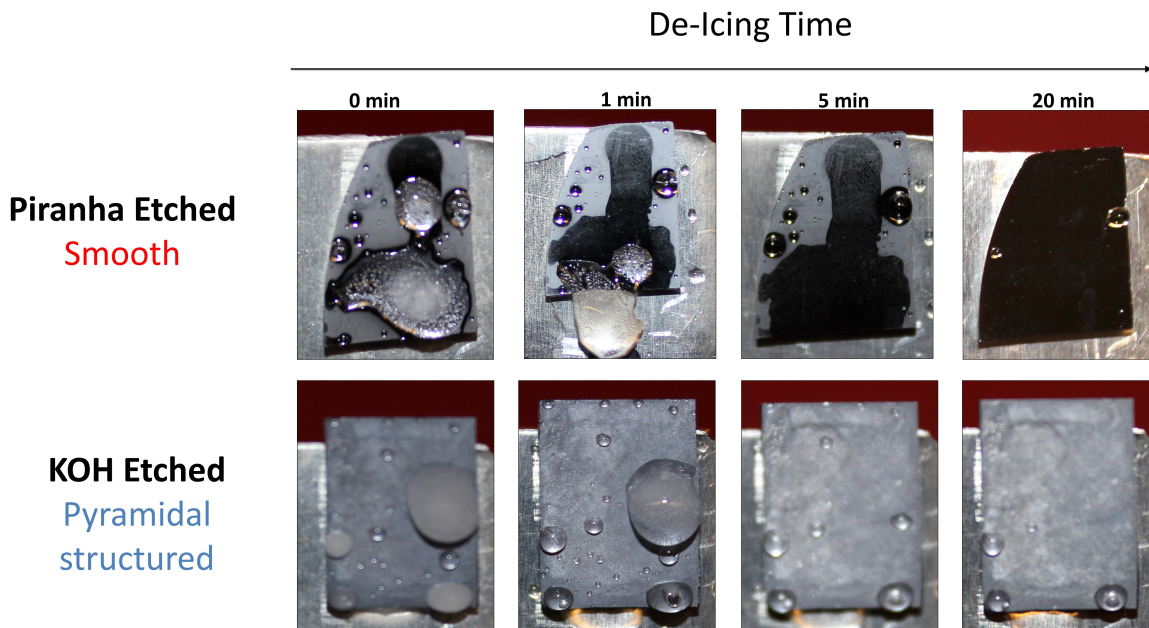 De-Icing Time
0 min
1 min
5 min
20 min
Piranha Etched
Smooth
KOH Etched
Pyramidal
structured